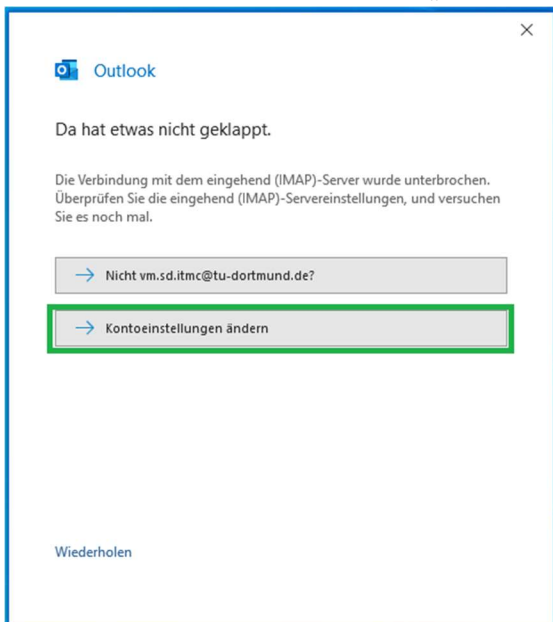 Outlook
Da hat etwas nicht geklappt.
Die Verbindung mit dem eingehend (IMAP)-Server wurde unterbrochen.
Überprüfen Sie die eingehend (IMAP)-Servereinstellungen, und versuchen
Sie es noch mal.
Nicht vm.sd.itmc@tu-dortmund.de?
Kontoeinstellungen ändern
Wiederholen